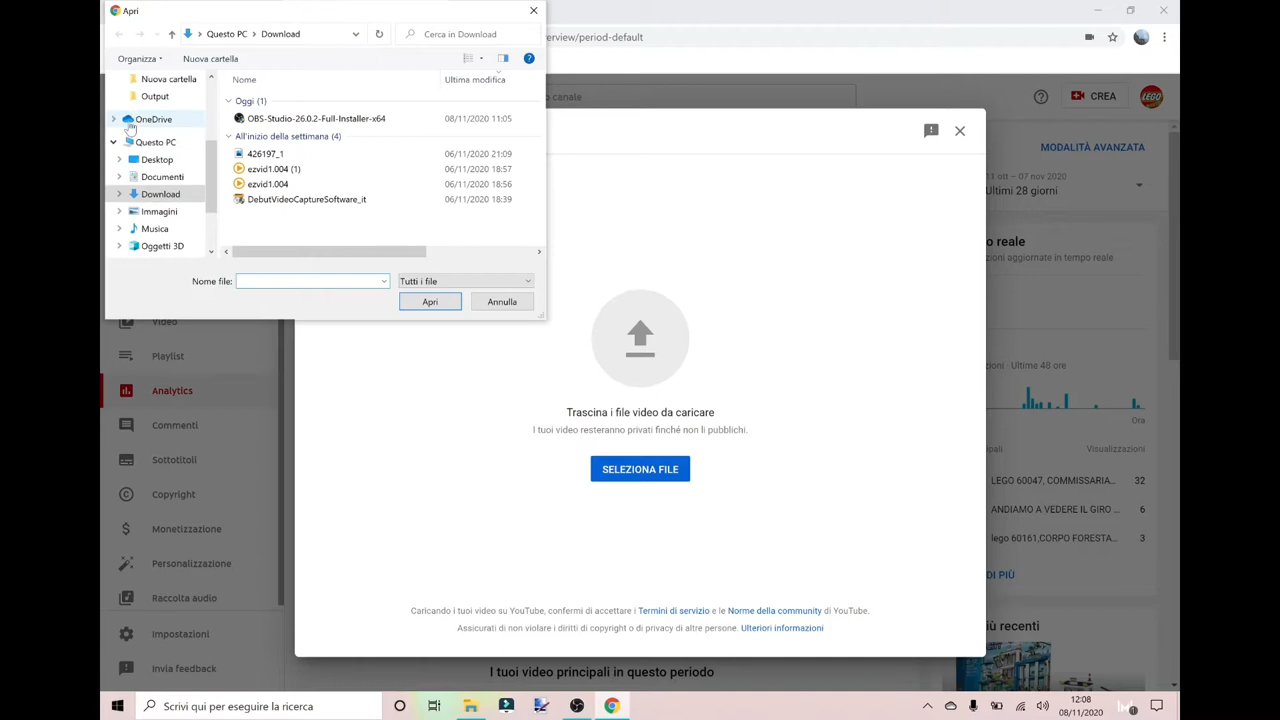 Apri
Questo PC > Download
Cerca in Download
Organizza
Nuova cartella
Nuova cartella
Output
OneDrive
Questo PC
Desktop
Documenti
Download
Immagini
Musica
Oggetti 3D
Nome
Ultima modifica
Oggi (1)
OBS-Studio-26.0.2-Full-Installer-x64
08/11/2020 11:05
All'inizio della settimana (4)
426197_1
06/11/2020 21:09
ezvid1.004 (1)
06/11/2020 18:57
ezvid1.004
06/11/2020 18:56
DebutVideoCaptureSoftware_it
06/11/2020 18:39
Nome file:
Tutti i file
Apri
Annulla
erview/period-default
canale
CREA
LEGO
MODALITÀ AVANZATA
11 ott – 07 nov 2020
Ultimi 28 giorni
o reale
zioni aggiornate in tempo reale
Ultime 48 ore
Ora
Visualizzazioni
LEGO 60047, COMMISSARIA...
32
ANDIAMO A VEDERE IL GIRO ...
6
lego 60161,CORPO FORESTA...
3
DI PIÙ
iù recenti
Video
Playlist
Analytics
Commenti
Sottotitoli
Copyright
Monetizzazione
Personalizzazione
Raccolta audio
Impostazioni
Invia feedback
Trascina i file video da caricare
I tuoi video resteranno privati finché non li pubblichi.
SELEZIONA FILE
Caricando i tuoi video su YouTube, confermi di accettare i Termini di servizio e le Norme della community di YouTube.
Assicurati di non violare i diritti di copyright o di privacy di altre persone. Ulteriori informazioni
I tuoi video principali in questo periodo
Scrivi qui per eseguire la ricerca
12:08
08/11/2020